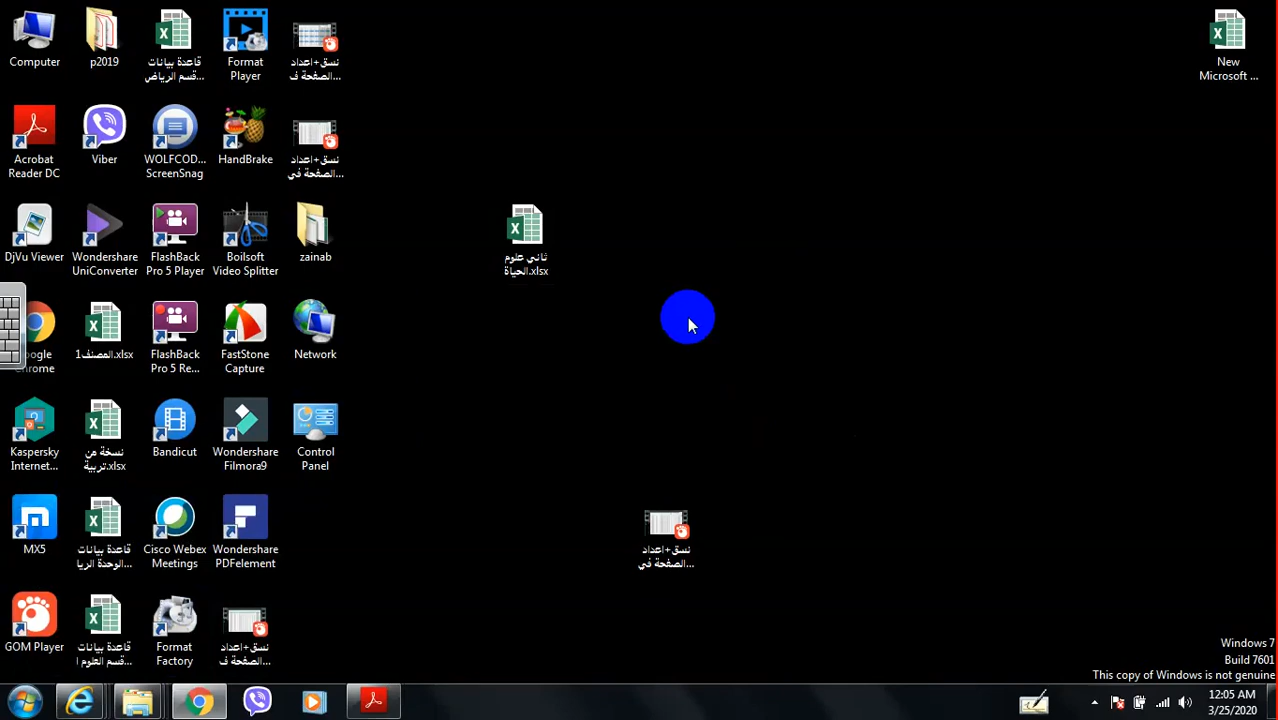 Computer
p2019
قاعدة بيانات
قسم الرياض...
Format
Player
نسق+اعداد
الصفحة ف...
New
Microsoft ...
Acrobat
Reader DC
Viber
WOLFCOD...
ScreenSnag
HandBrake
نسق+اعداد
الصفحة في...
DjVu Viewer
Wondershare
UniConverter
FlashBack
Pro 5 Player
Boilsoft
Video Splitter
zainab
ثاني علوم
الحياة.xlsx
oogle
Chrome
المصنف1.xlsx
FlashBack
Pro 5 Re...
FastStone
Capture
Network
Kaspersky
Internet...
نسخة من
تربية.xlsx
Bandicut
Wondershare
Filmora9
Control
Panel
MX5
قاعدة بيانات
الوحدة الريا...
Cisco Webex
Meetings
Wondershare
PDFelement
نسق+اعداد
الصفحة في...
GOM Player
قاعدة بيانات
قسم العلوم ا...
Format
Factory
نسق+اعداد
الصفحة ف...
Windows 7
Build 7601
This copy of Windows is not genuine
12:05 AM
3/25/2020